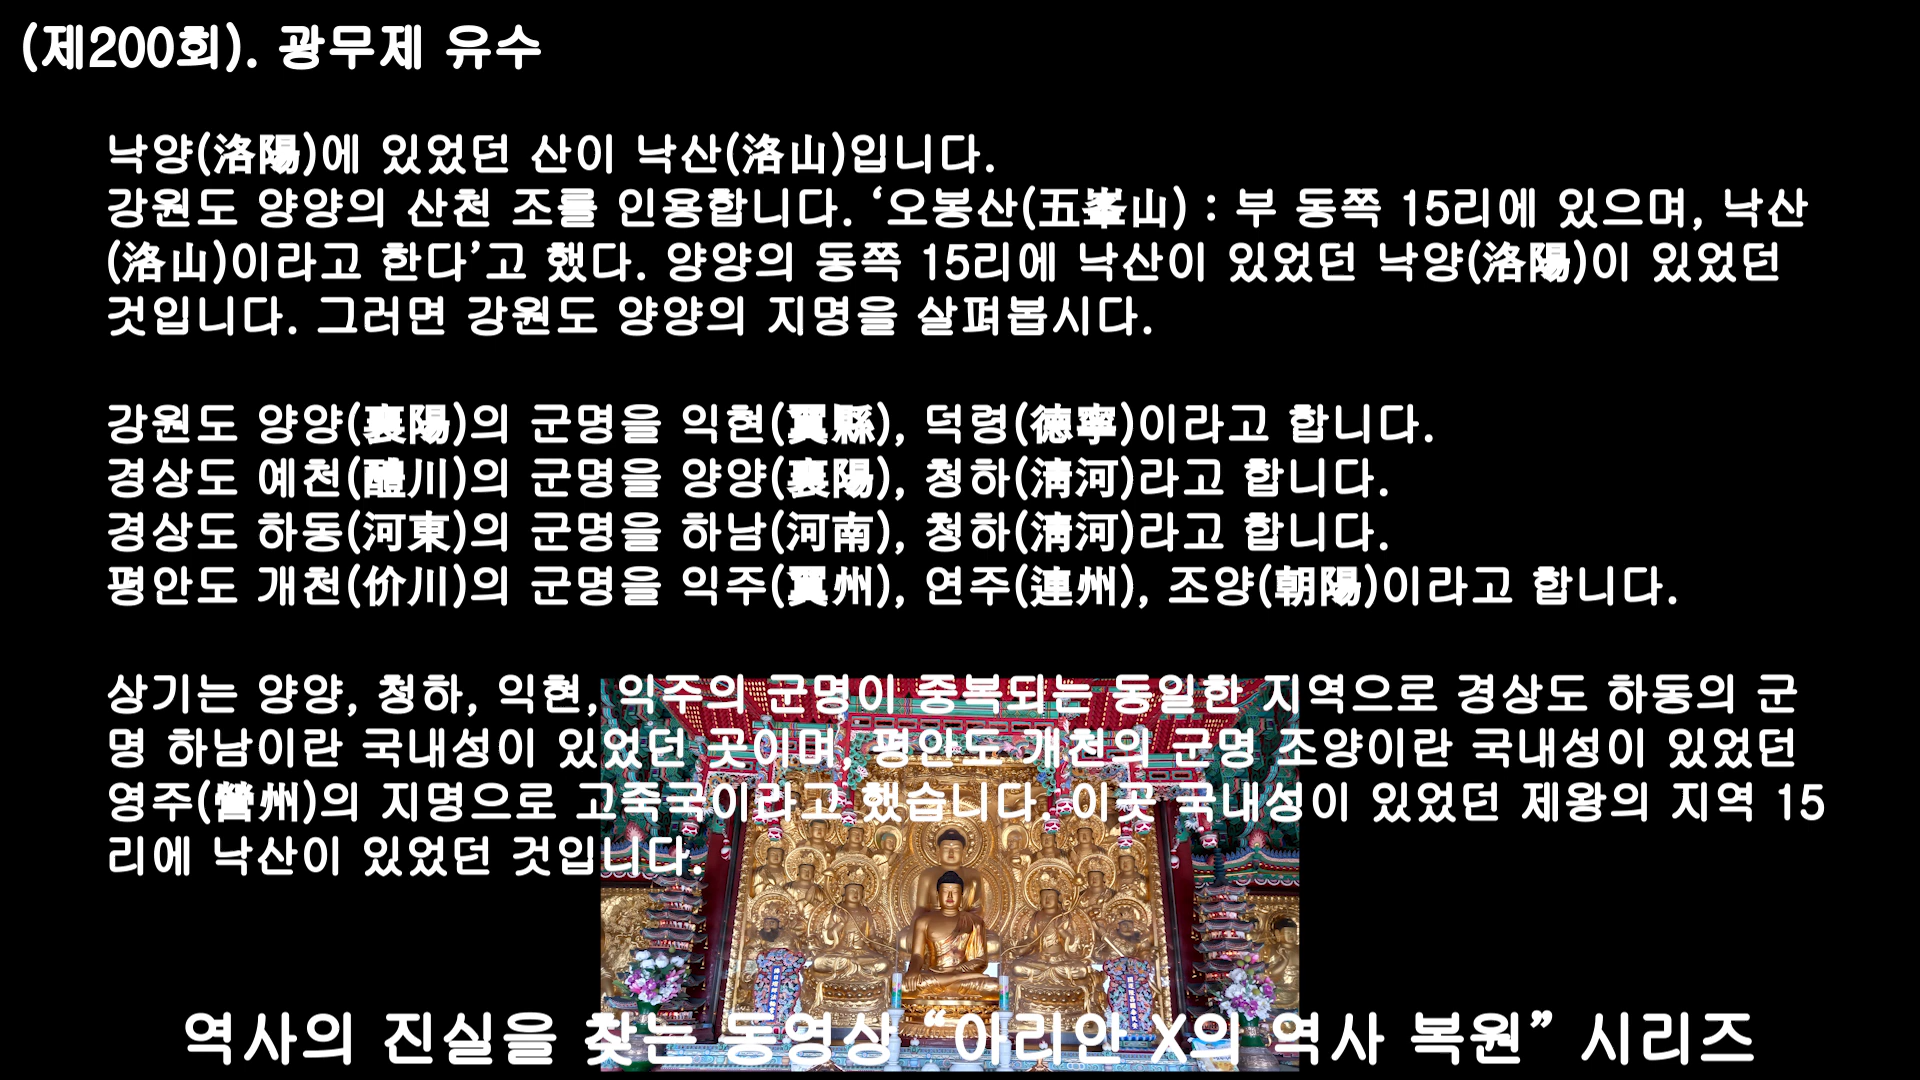 (제200회). 광무제 유수
낙양(洛陽)에 있었던 산이 낙산(洛山)입니다.
강원도 양양의 산천 조를 인용합니다. ‘오봉산(五峯山) : 부 동쪽 15리에 있으며, 낙산
(洛山)이라고 한다’고 했다. 양양의 동쪽 15리에 낙산이 있었던 낙양(洛陽)이 있었던
것입니다. 그러면 강원도 양양의 지명을 살펴봅시다.
강원도 양양(襄陽)의 군명을 익현(翼縣), 덕령(德寧)이라고 합니다.
경상도 예천(醴川)의 군명을 양양(襄陽), 청하(淸河)라고 합니다.
경상도 하동(河東)의 군명을 하남(河南), 청하(淸河)라고 합니다.
평안도 개천(价川)의 군명을 익주(翼州), 연주(連州), 조양(朝陽)이라고 합니다.
상기는 양양, 청하, 익현, 익주의 군명이 중복되는 동일한 지역으로 경상도 하동의 군
명 하남이란 국내성이 있었던 곳이며, 평안도 개천의 군명 조양이란 국내성이 있었던
영주(營州)의 지명으로 고죽국이라고 했습니다. 이곳 국내성이 있었던 제왕의 지역 15
리에 낙산이 있었던 것입니다.
역사의 진실을 찾는 동영상 “아리안 X의 역사 복원” 시리즈